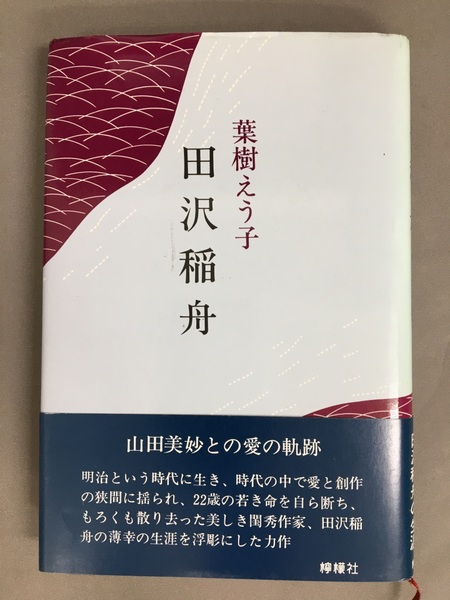 葉樹えう子
田沢稲舟
山田美妙との愛の軌跡
明治という時代に生き、時代の中で愛と創作
の狭間に揺られ、22歳の若き命を自ら断ち、
もろくも散り去った美しき閨秀作家、田沢稲
舟の薄幸の生涯を浮彫にした力作
檸檬社